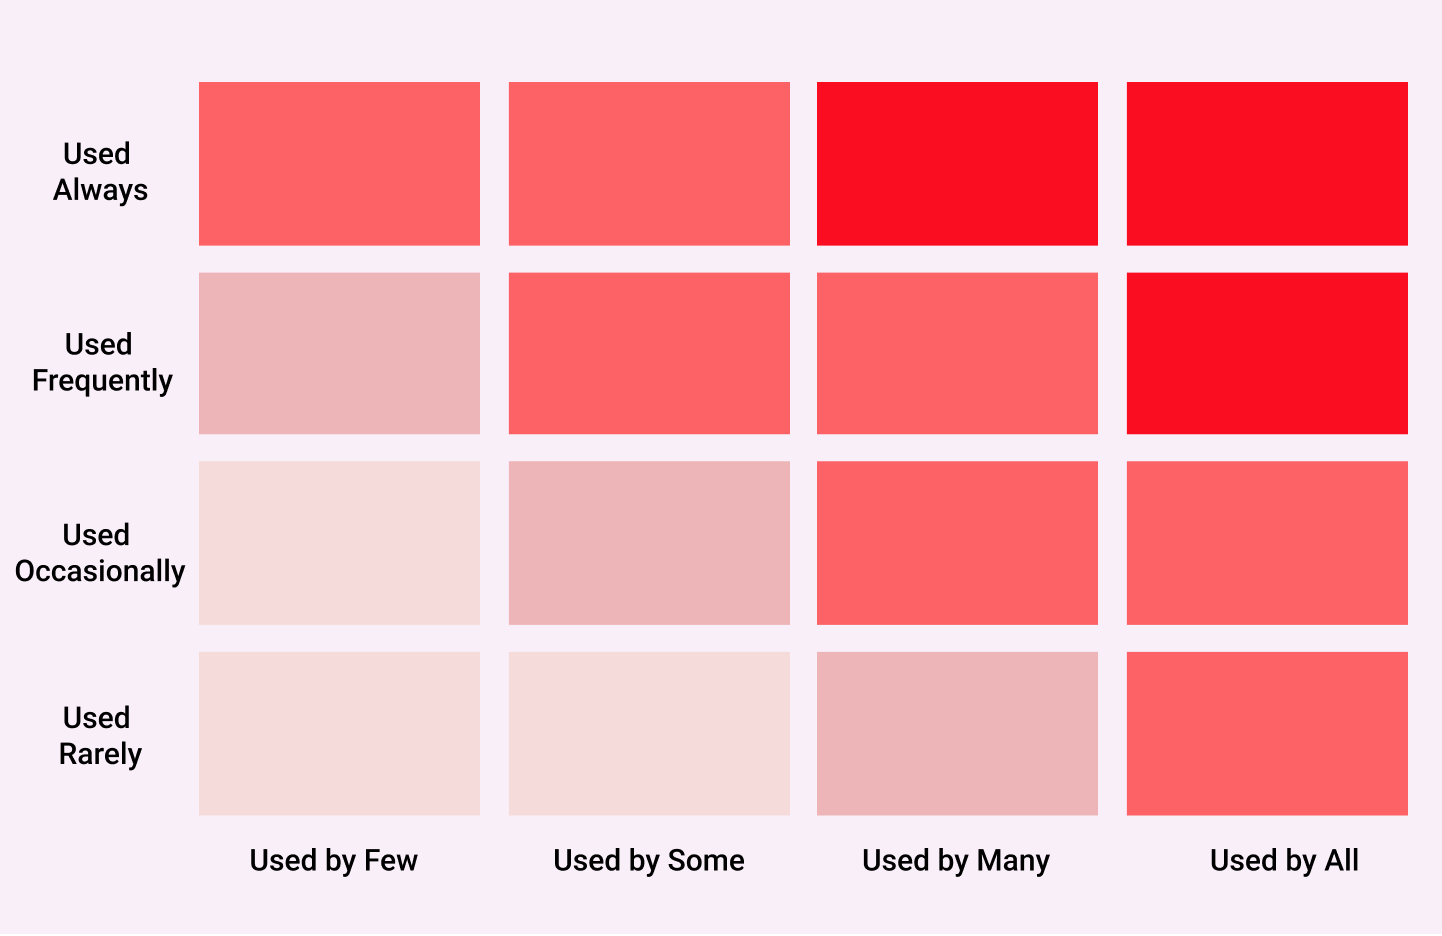 Used
Always
Used
Frequently
Used
Occasionally
Used
Rarely
Used by Few
Used by Some
Used by Many
Used by All